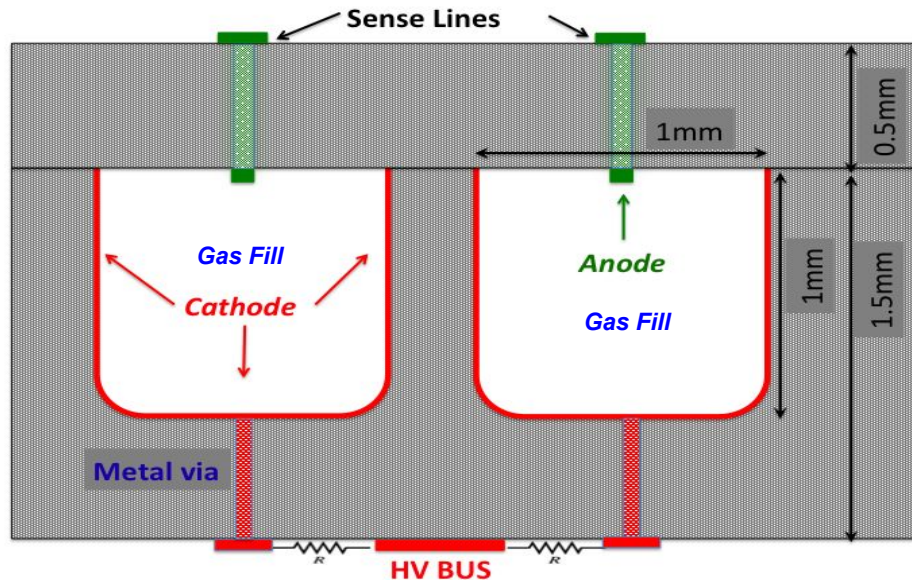 Sense Lines
0.5mm
1mm
Gas Fill
Anode
Cathode
Gas Fill
1mm
1.5mm
Metal via
R
R
HV BUS